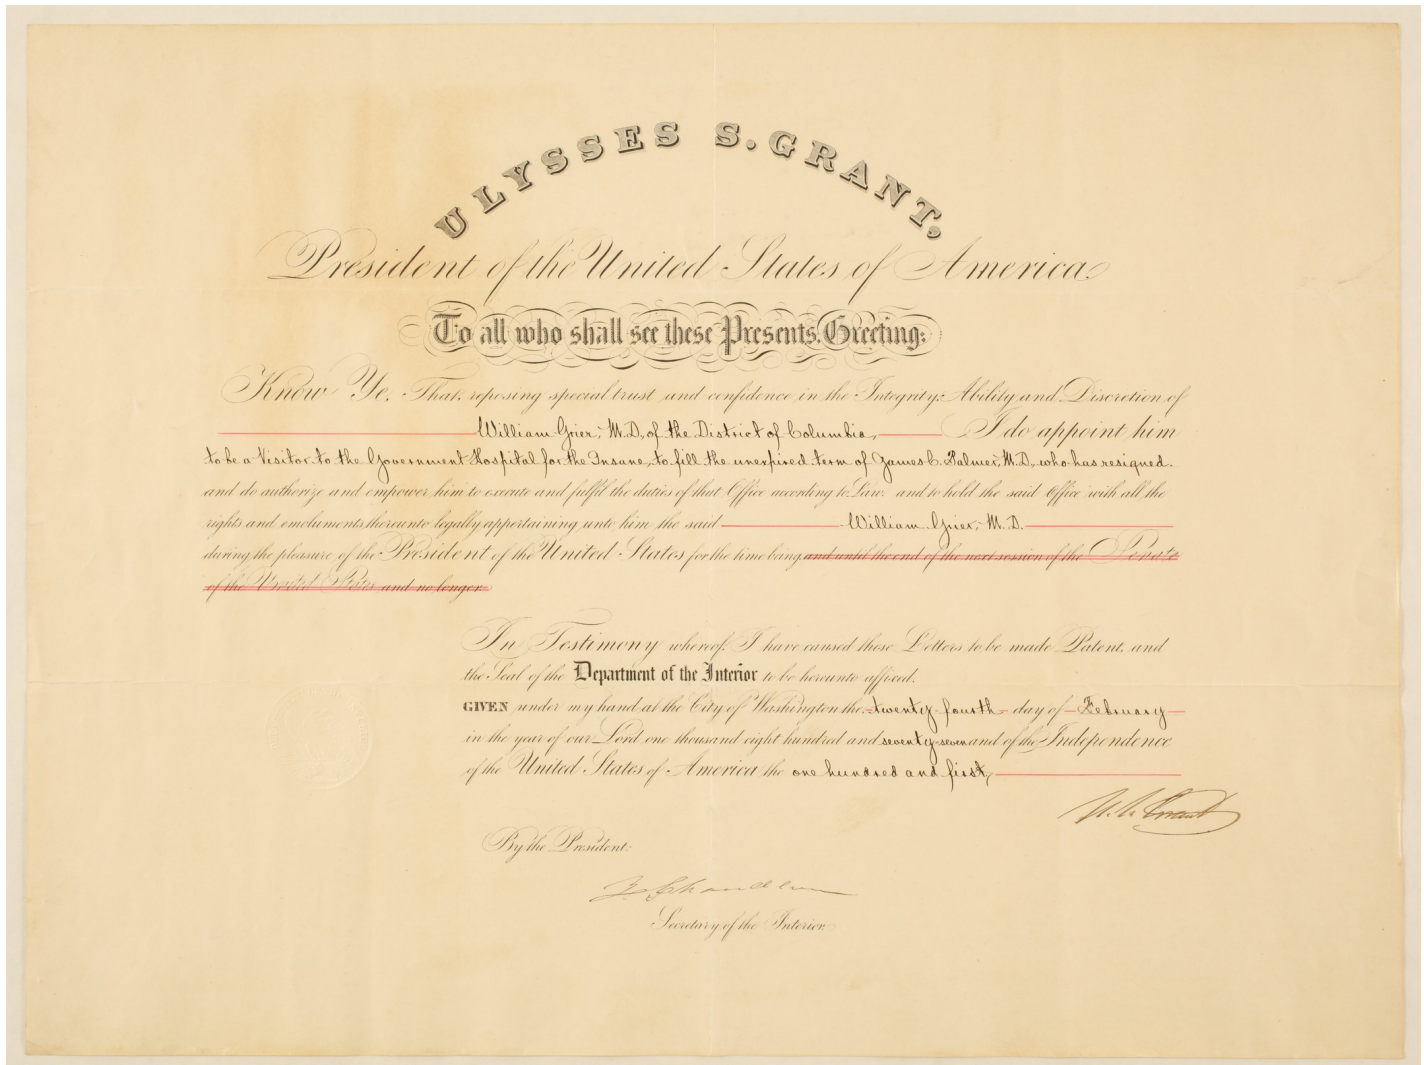 ULYSSES S. GRANT,
President of the United States of America
To all who shall see these Presents, Greeting:
Know Ye, That, reposing special trust and confidence in the Integrity, Ability and Discretion of
William Grier, M.D., of the District of Columbia, I do appoint him
to be a Visitor to the Government Hospital for the Insane, to fill the unexpired term of James C. Palmer, M.D., who has resigned.
and do authorize and empower him to execute and fulfil the duties of that Office according to Law, and to hold the said Office with all the
rights and emoluments thereunto legally appertaining unto him the said William Grier, M.D.
during the pleasure of the President of the United States for the time being and until the end of the next session of the Senate
of the United States and no longer.
In Testimony whereof, I have caused these Letters to be made Patent, and
the Seal of the Department of the Interior to be hereunto affixed.
GIVEN under my hand at the City of Washington the twenty-fourth day of February
in the year of our Lord one thousand eight hundred and seventy-seven and of the Independence
of the United States of America the one hundred and first,
U. S. Grant
By the President:
Z Chandler
Secretary of the Interior.